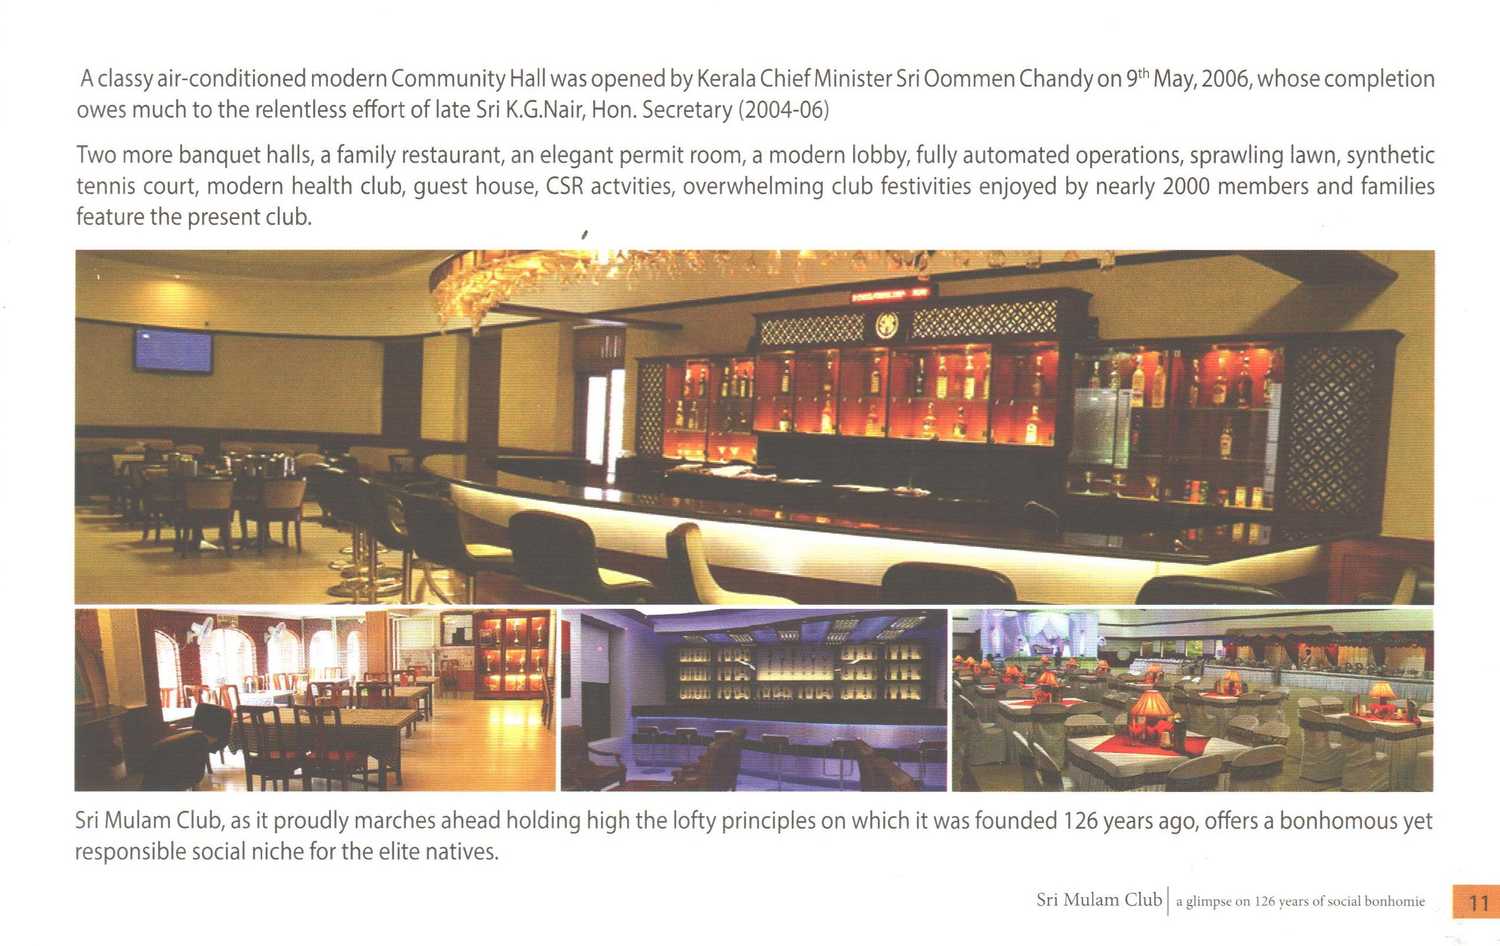 A classy air-conditioned modern Community Hall was opened by Kerala Chief Minister Sri Oommen Chandy on 9th May, 2006, whose completion
owes much to the relentless effort of late Sri K.G.Nair, Hon. Secretary (2004-06)
Two more banquet halls, a family restaurant, an elegant permit room, a modern lobby, fully automated operations, sprawling lawn, synthetic
tennis court, modern health club, guest house, CSR actvities, overwhelming club festivities enjoyed by nearly 2000 members and families
feature the present club.
Sri Mulam Club, as it proudly marches ahead holding high the lofty principles on which it was founded 126 years ago, offers a bonhomous yet
responsible social niche for the elite natives.
Sri Mulam Club | a glimpse on 126 years of social bonhomie 11